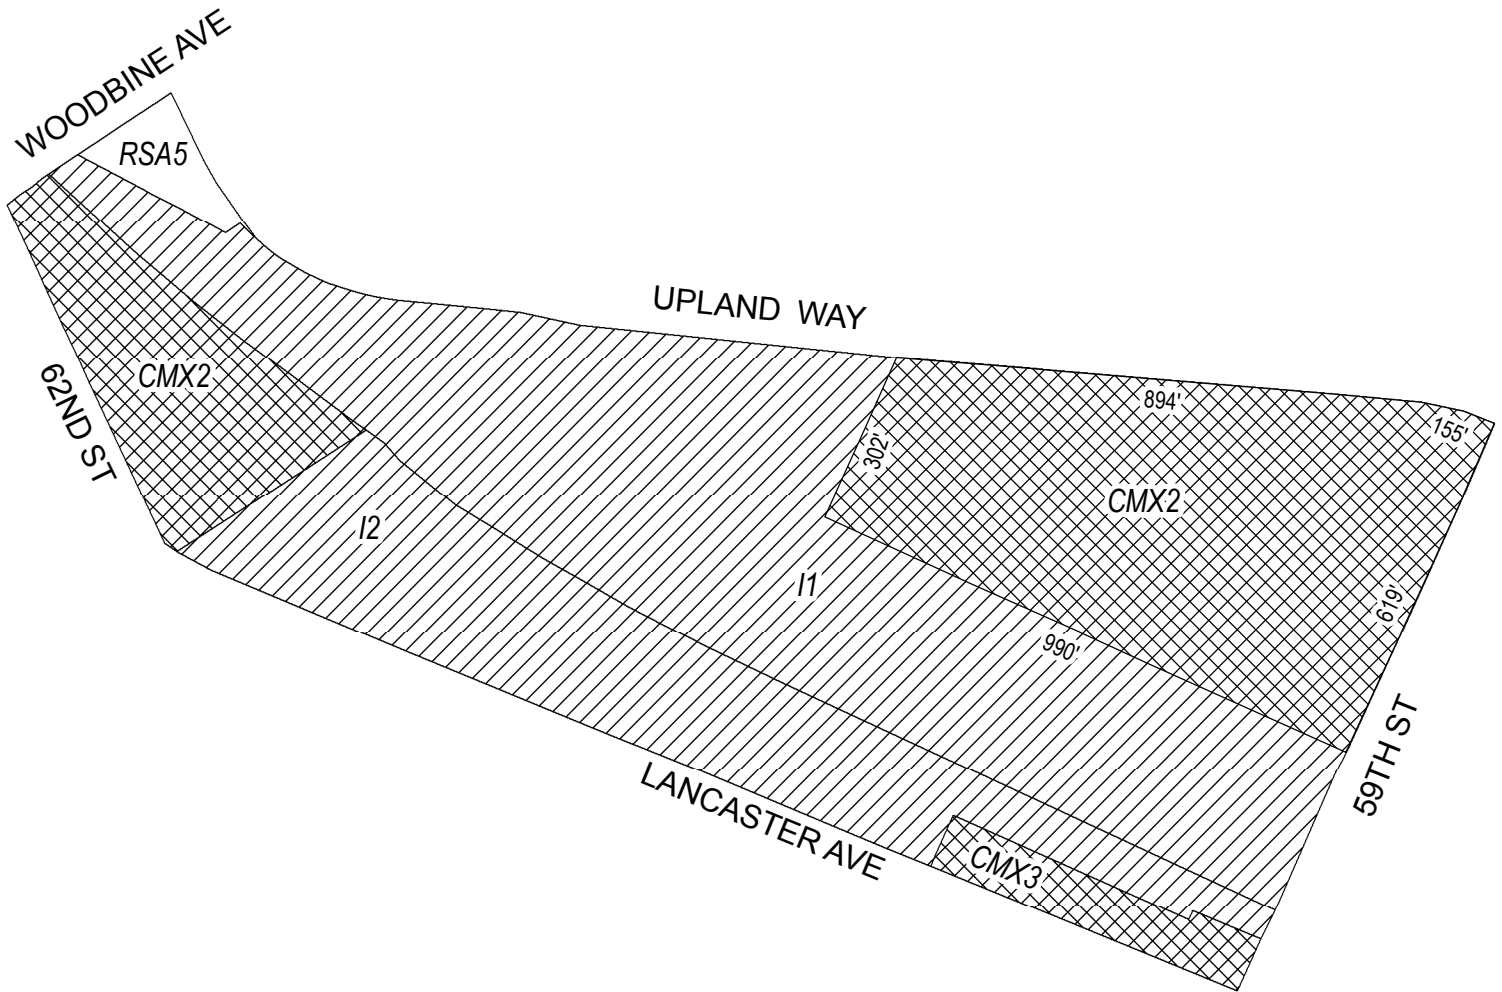 WOODBINE AVE
RSA5
UPLAND WAY
CMX2
62ND ST
894'
155'
302'
CMX2
I2
I1
619'
990'
59TH ST
LANCASTER AVE
CMX3